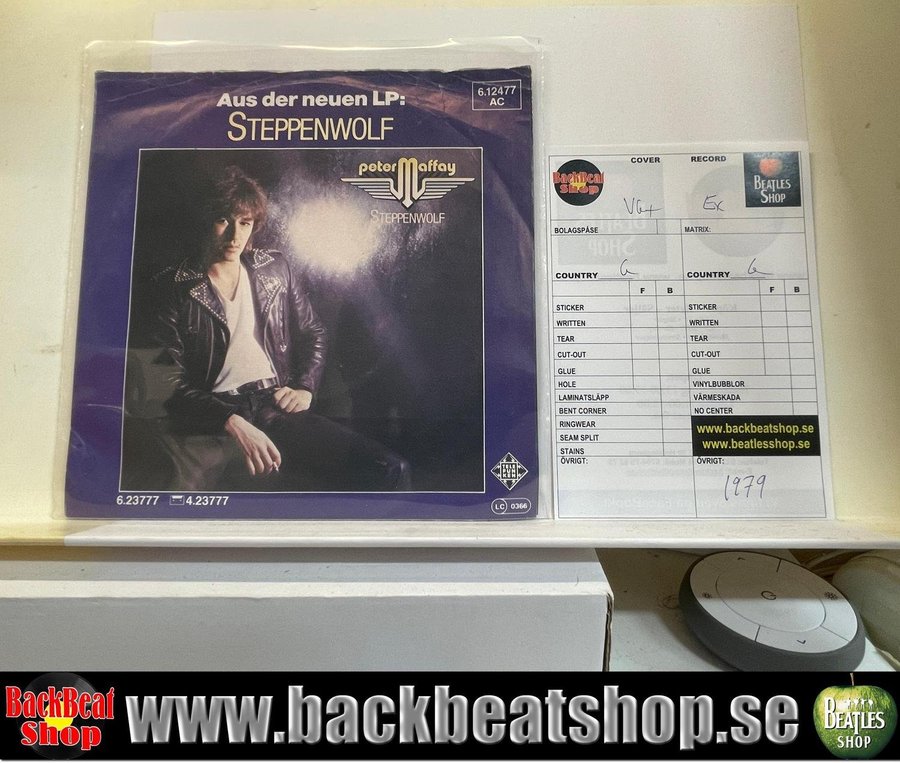 Aus der neuen LP:
STEPPENWOLF
6.12477
AC
peter Maffay
STEPPENWOLF
TELE
FUN
KEN
6.23777 4.23777
LC 0366
COVER RECORD
BackBeat
Shop
BEATLES
SHOP
VG+ Ex
BOLAGSPÅSE MATRIX:
COUNTRY G COUNTRY G
F B F B
STICKER STICKER
WRITTEN WRITTEN
TEAR TEAR
CUT-OUT CUT-OUT
GLUE GLUE
HOLE VINYLBUBBLOR
LAMINATSLÄPP VÄRMESKADA
BENT CORNER NO CENTER
RINGWEAR
SEAM SPLIT
STAINS
www.backbeatshop.se
www.beatlesshop.se
ÖVRIGT: ÖVRIGT:
1979
BackBeat
Shop
www.backbeatshop.se
BEATLES
SHOP